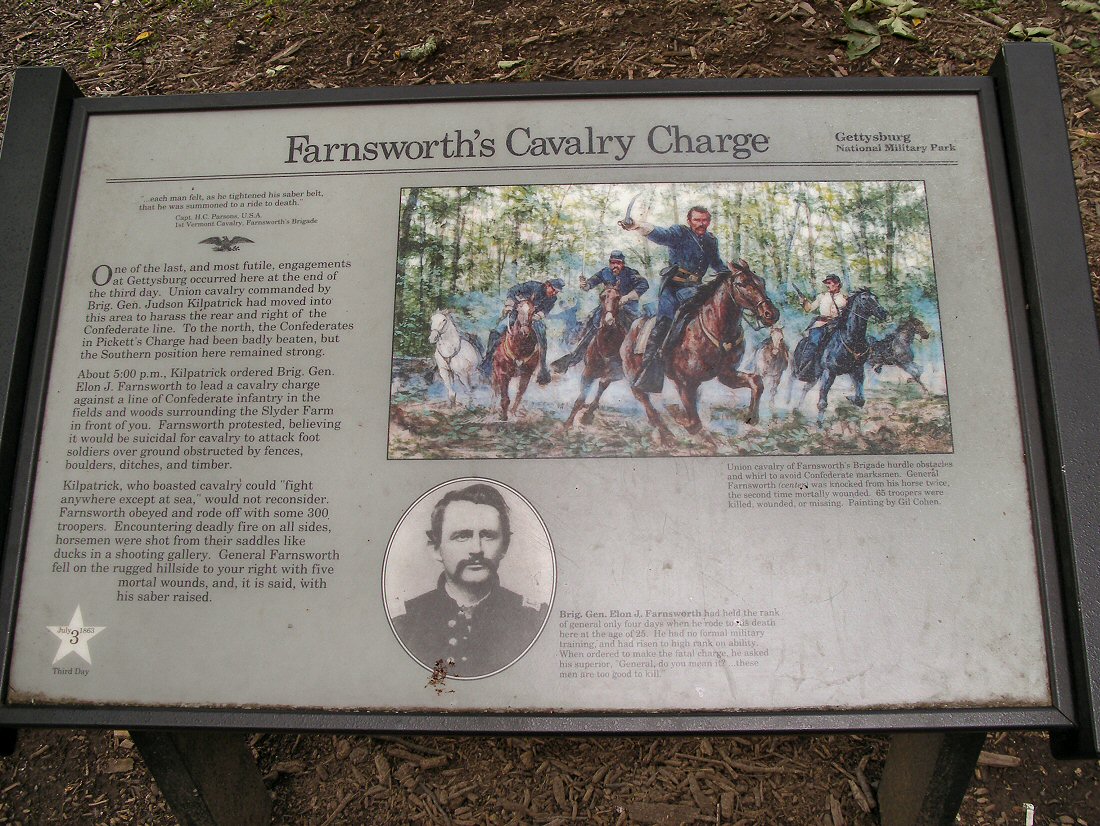 Farnsworth's Cavalry Charge
Gettysburg
National Military Park
"...each man felt, as he tightened his saber belt,
that he was summoned to a ride to death."
Capt. H.C. Parsons, U.S.A.
1st Vermont Cavalry, Farnsworth's Brigade
One of the last, and most futile, engagements
at Gettysburg occurred here at the end of
the third day. Union cavalry commanded by
Brig. Gen. Judson Kilpatrick had moved into
this area to harass the rear and right of the
Confederate line. To the north, the Confederates
in Pickett's Charge had been badly beaten, but
the Southern position here remained strong.
About 5:00 p.m., Kilpatrick ordered Brig. Gen.
Elon J. Farnsworth to lead a cavalry charge
against a line of Confederate infantry in the
fields and woods surrounding the Slyder Farm
in front of you. Farnsworth protested, believing
it would be suicidal for cavalry to attack foot
soldiers over ground obstructed by fences,
boulders, ditches, and timber.
Kilpatrick, who boasted cavalry could "fight
anywhere except at sea," would not reconsider.
Farnsworth obeyed and rode off with some 300
troopers. Encountering deadly fire on all sides,
horsemen were shot from their saddles like
ducks in a shooting gallery. General Farnsworth
fell on the rugged hillside to your right with five
mortal wounds, and, it is said, with
his saber raised.
July 3 1863
Third Day
Union cavalry of Farnsworth's Brigade hurdle obstacles
and whirl to avoid Confederate marksmen. General
Farnsworth (center) was knocked from his horse twice,
the second time mortally wounded. 65 troopers were
killed, wounded, or missing. Painting by Gil Cohen.
Brig. Gen. Elon J. Farnsworth had held the rank
of general only four days when he rode to his death
here at the age of 25. He had no formal military
training, and had risen to high rank on ability.
When ordered to make the fatal charge, he asked
his superior, "General, do you mean it? ...these
men are too good to kill."